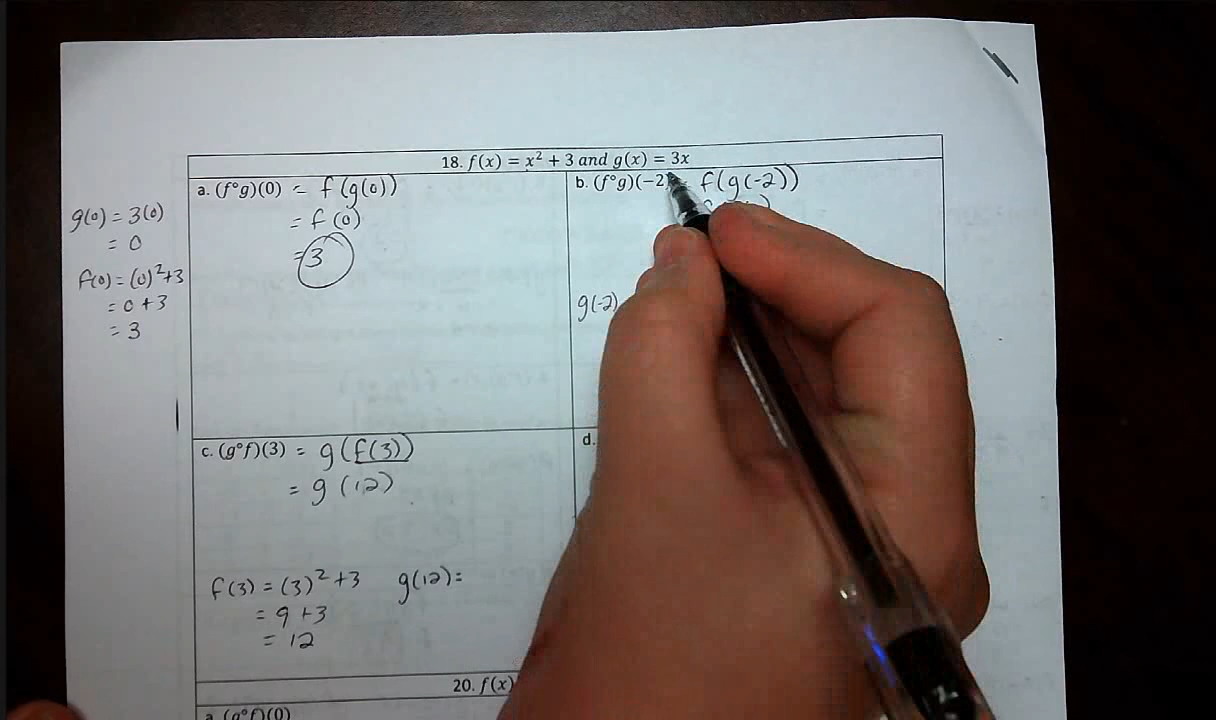 18. f(x) = x² + 3 and g(x) = 3x
a. (f°g)(0) = f(g(0))
= f(0)
= 3
g(0) = 3(0)
= 0
f(0) = (0)²+3
= 0 + 3
= 3
b. (f°g)(−2) = f(g(-2))
g(-2)
c. (g°f)(3) = g(f(3))
= g(12)
f(3) = (3)² + 3
= 9 + 3
= 12
g(12) =
d.
20. f(x)
a. (g°f)(0)